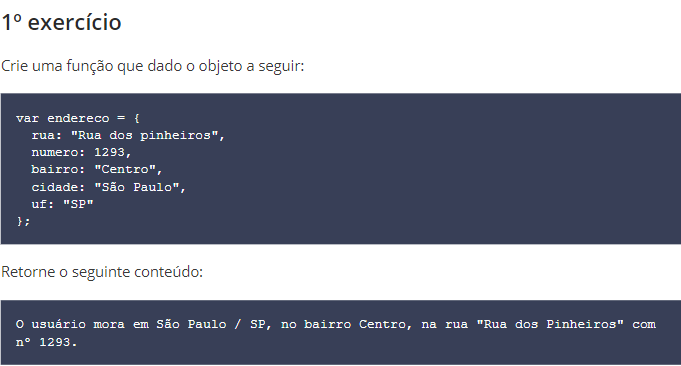 1º exercício
Crie uma função que dado o objeto a seguir:
var endereco = {
  rua: "Rua dos pinheiros",
  numero: 1293,
  bairro: "Centro",
  cidade: "São Paulo",
  uf: "SP"
};
Retorne o seguinte conteúdo:
O usuário mora em São Paulo / SP, no bairro Centro, na rua "Rua dos Pinheiros" com
nº 1293.